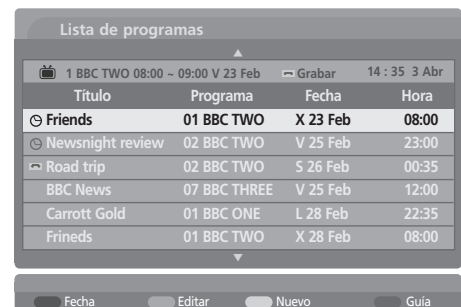 Lista de programas
1 BBC TWO 08:00 ~ 09:00 V 23 Feb Grabar 14 : 35 3 Abr
Título Programa Fecha Hora
Friends 01 BBC TWO X 23 Feb 08:00
Newsnight review 02 BBC TWO V 25 Feb 23:00
Road trip 02 BBC TWO S 26 Feb 00:35
BBC News 07 BBC THREE V 25 Feb 12:00
Carrott Gold 01 BBC ONE L 28 Feb 22:35
Frineds 01 BBC TWO X 28 Feb 08:00
Fecha Editar Nuevo Guía